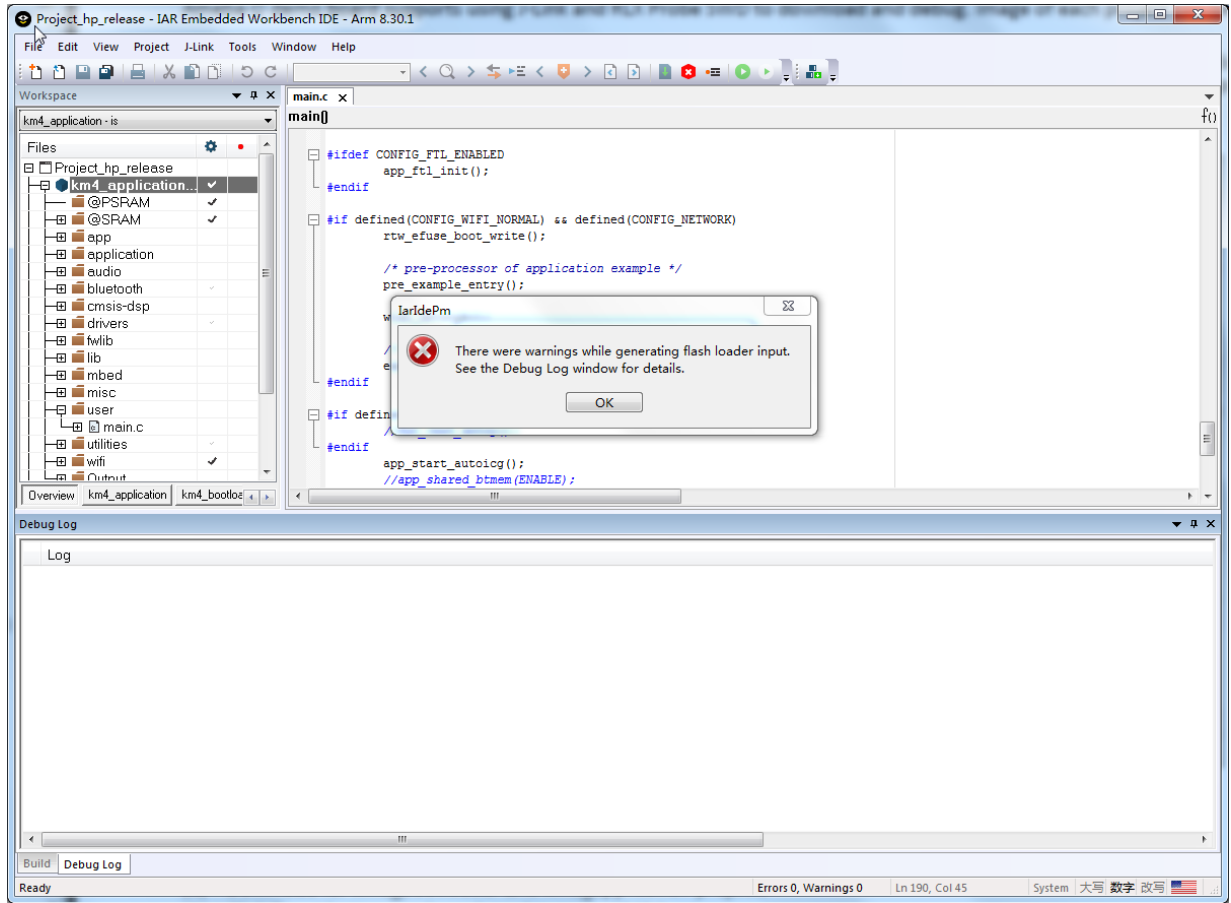 Project_hp_release - IAR Embedded Workbench IDE - Arm 8.30.1
File Edit View Project J-Link Tools Window Help
Workspace
km4_application - is
Files
Project_hp_release
km4_application...
@PSRAM
@SRAM
app
application
audio
bluetooth
cmsis-dsp
drivers
fwlib
lib
mbed
misc
user
main.c
utilities
wifi
Output
Overview km4_application km4_bootloa
main.c
main()
f()
#ifdef CONFIG_FTL_ENABLED
app_ftl_init();
#endif
#if defined(CONFIG_WIFI_NORMAL) && defined(CONFIG_NETWORK)
rtw_efuse_boot_write();
/* pre-processor of application example */
pre_example_entry();
w
/
e
#endif
#if defin
#endif
app_start_autoicg();
//app_shared_btmem(ENABLE);
IarIdePm
There were warnings while generating flash loader input.
See the Debug Log window for details.
OK
Debug Log
Log
Build Debug Log
Ready Errors 0, Warnings 0 Ln 190, Col 45 System 大写 数字 改写